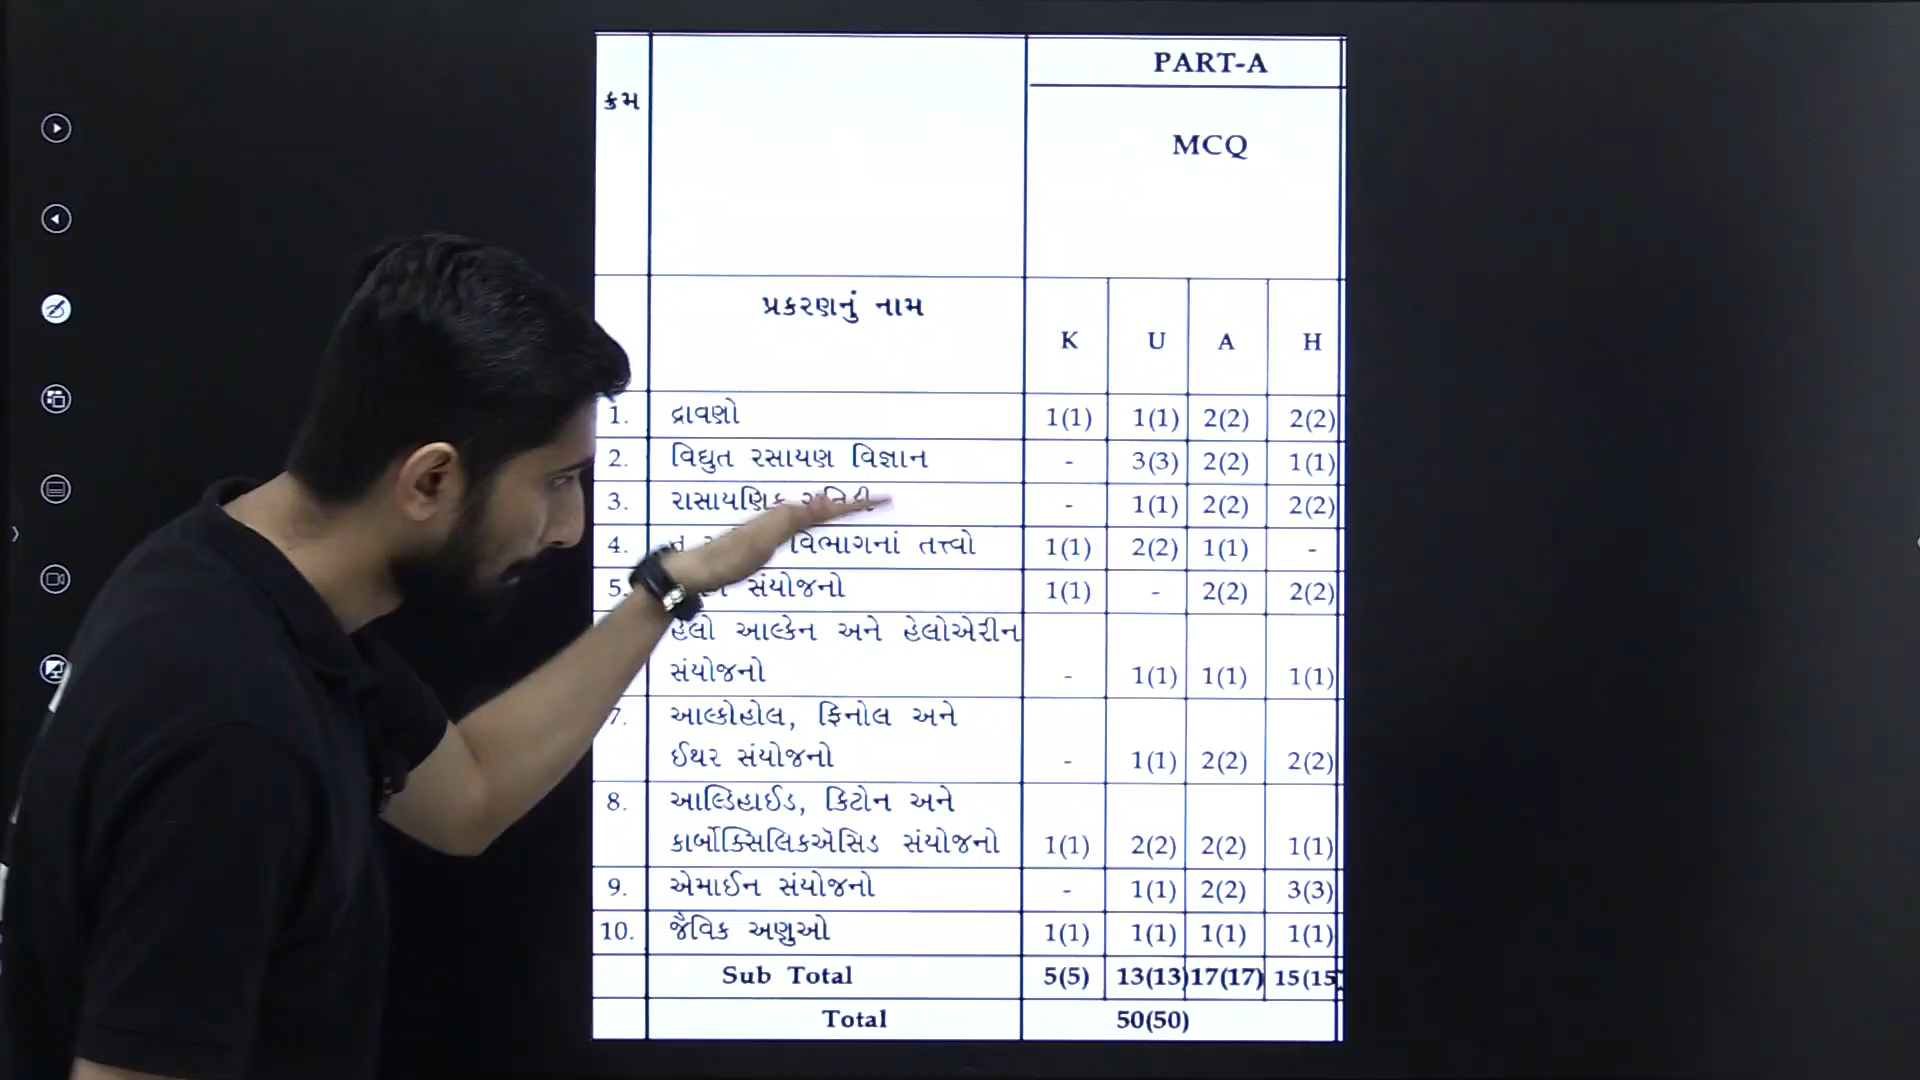 PART-A
ક્રમ
MCQ
પ્રકરણનું નામ
K U A H
1. દ્રાવણો 1(1) 1(1) 2(2) 2(2)
2. વિદ્યુત રસાયણ વિજ્ઞાન - 3(3) 2(2) 1(1)
3. રાસાયણિક - 1(1) 2(2) 2(2)
4. વિભાગનાં તત્ત્વો 1(1) 2(2) 1(1) -
5. સંયોજનો 1(1) - 2(2) 2(2)
હેલો આલ્કેન અને હેલોએરીન
સંયોજનો - 1(1) 1(1) 1(1)
7. આલ્કોહોલ, ફિનોલ અને
ઈથર સંયોજનો - 1(1) 2(2) 2(2)
8. આલ્ડિહાઈડ, કિટોન અને
કાર્બોક્સિલિકઍસિડ સંયોજનો 1(1) 2(2) 2(2) 1(1)
9. એમાઈન સંયોજનો - 1(1) 2(2) 3(3)
10. જૈવિક અણુઓ 1(1) 1(1) 1(1) 1(1)
Sub Total 5(5) 13(13) 17(17) 15(15)
Total 50(50)